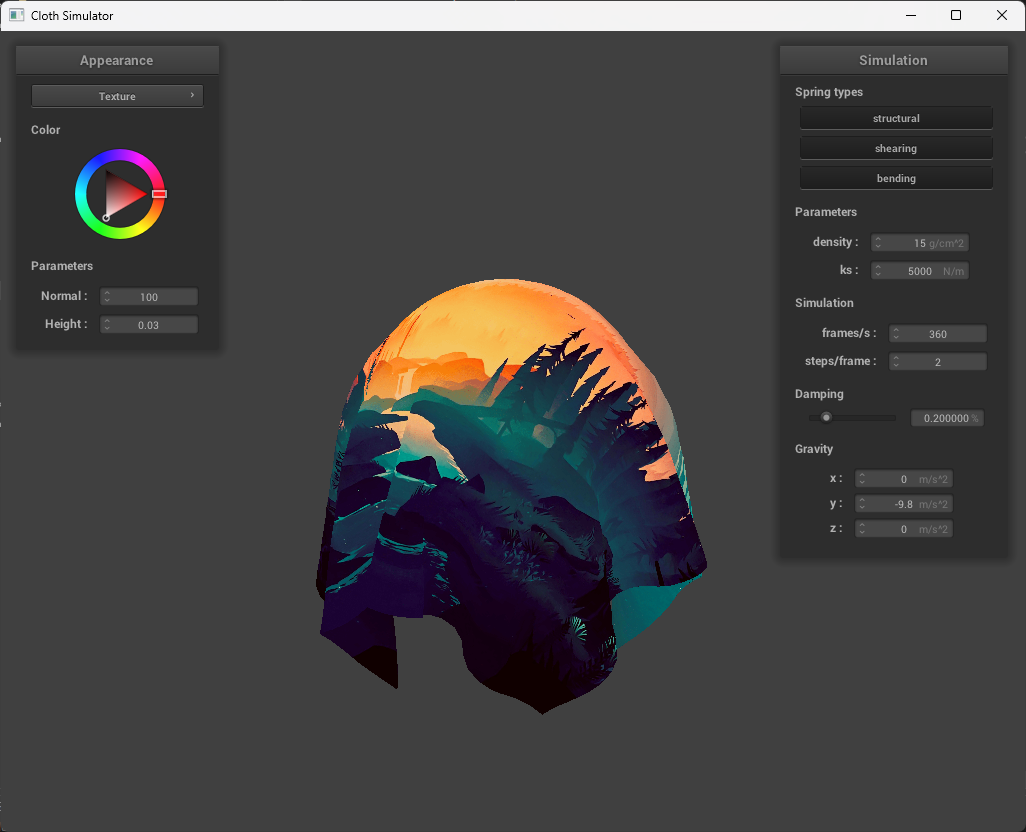 Cloth Simulator
Appearance
Texture
Color
Parameters
Normal : 100
Height : 0.03
Simulation
Spring types
structural
shearing
bending
Parameters
density : 15 g/cm^2
ks : 5000 N/m
Simulation
frames/s : 360
steps/frame : 2
Damping
0.200000 %
Gravity
x : 0 m/s^2
y : -9.8 m/s^2
z : 0 m/s^2